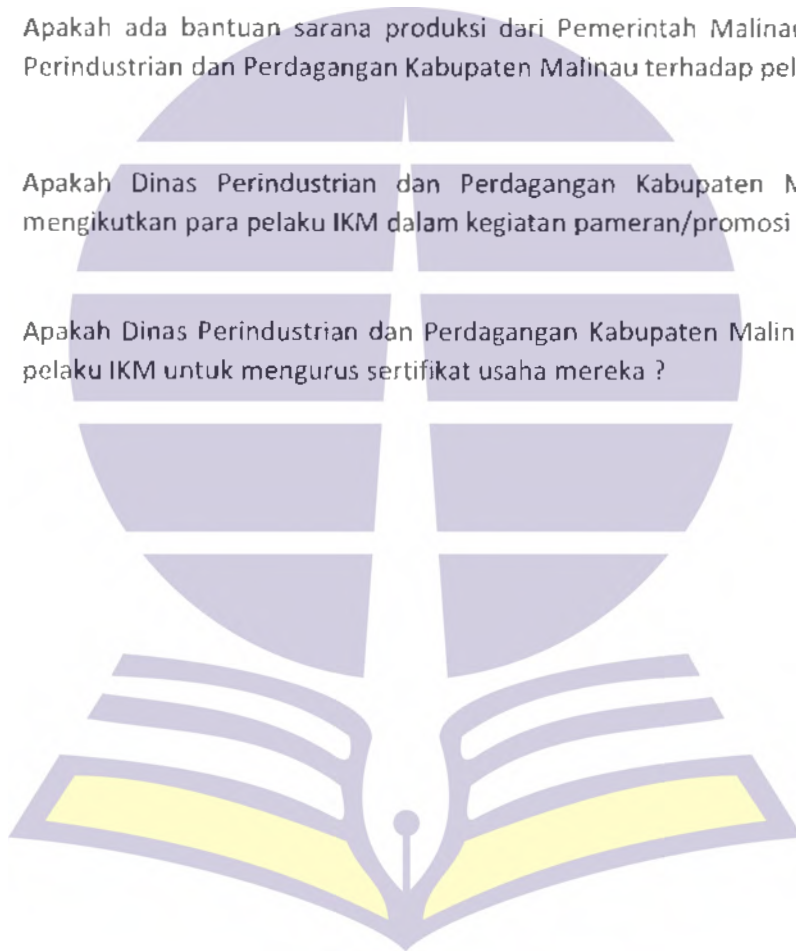 Apakah ada bantuan sarana produksi dari Pemerintah Malinau
Perindustrian dan Perdagangan Kabupaten Malinau terhadap
Apakah Dinas Perindustrian dan Perdagangan Kabupaten
mengikutkan para pelaku IKM dalam kegiatan pameran/promosi
Apakah Dinas Perindustrian dan Perdagangan Kabupaten
pelaku IKM untuk mengurus sertifikat usaha mereka ?